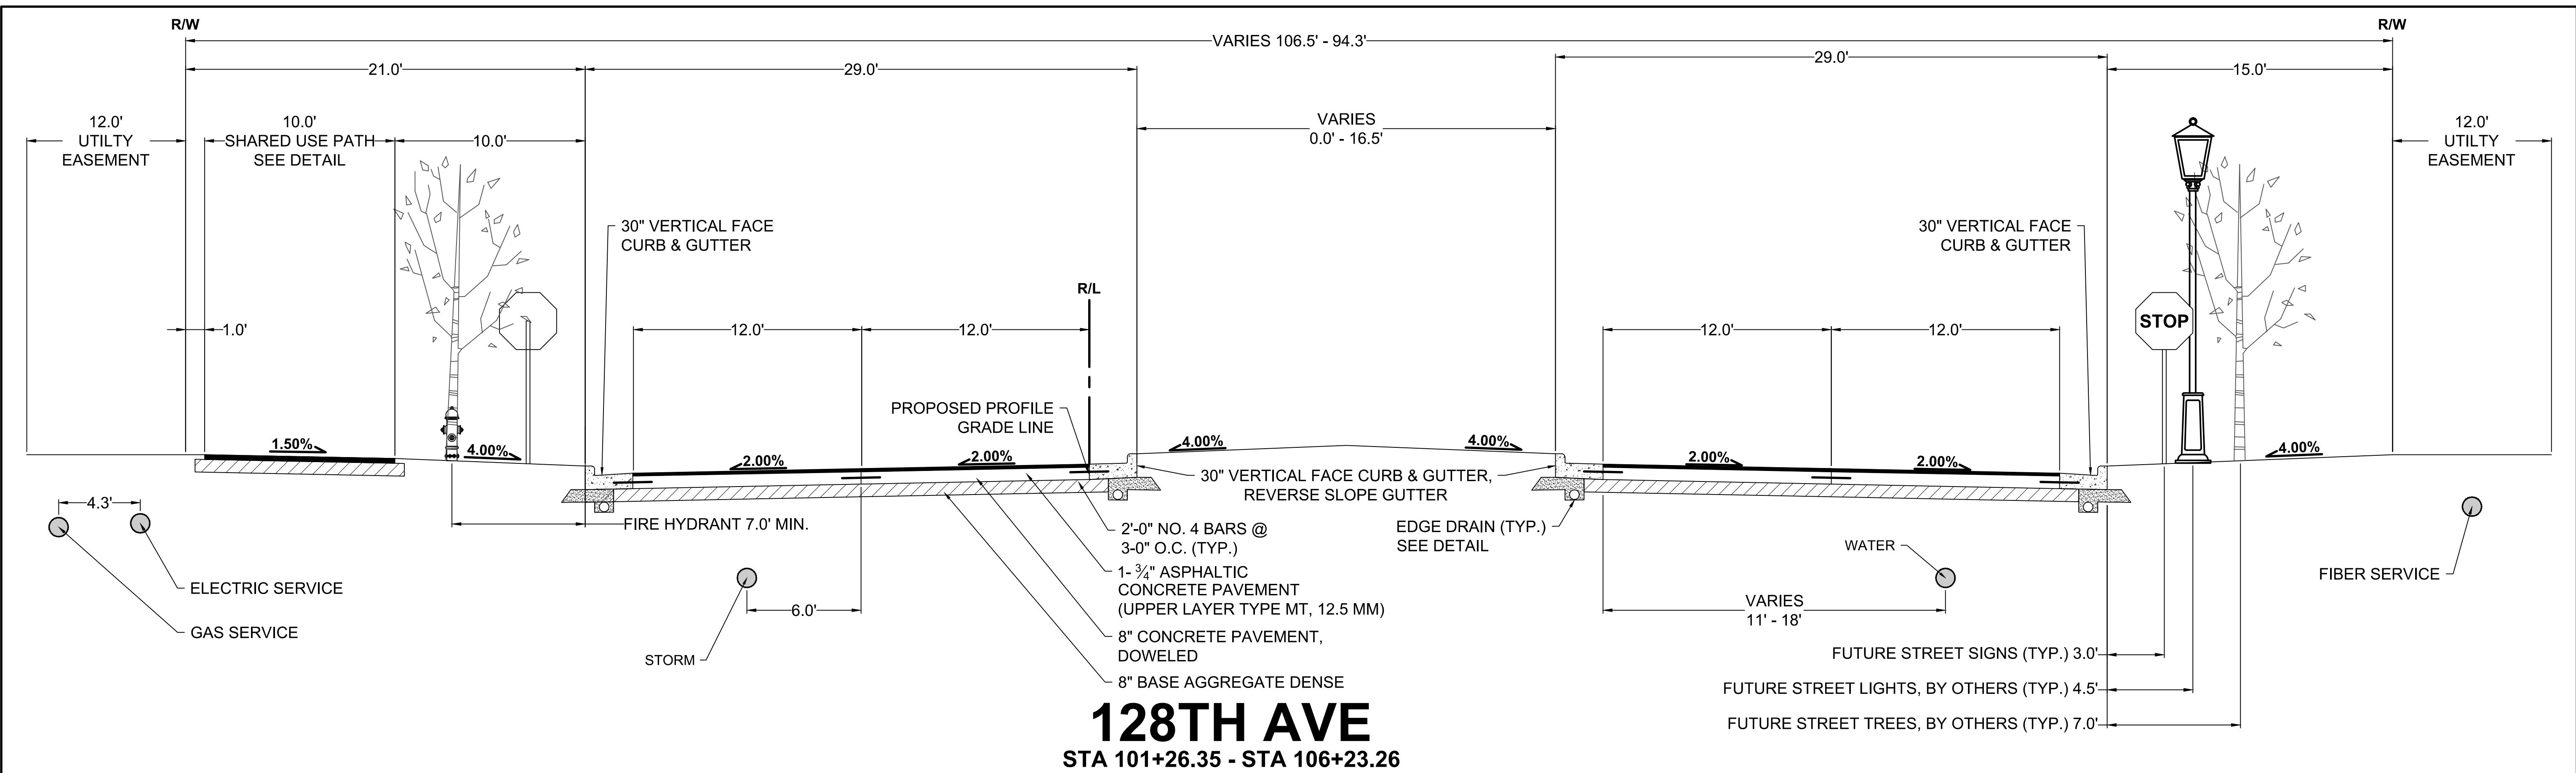 R/W
R/W
VARIES 106.5' - 94.3'
21.0'
29.0'
29.0'
15.0'
12.0'
UTILTY
EASEMENT
10.0'
SHARED USE PATH
SEE DETAIL
10.0'
VARIES
0.0' - 16.5'
12.0'
UTILTY
EASEMENT
30" VERTICAL FACE
CURB & GUTTER
30" VERTICAL FACE
CURB & GUTTER
R/L
1.0'
12.0'
12.0'
12.0'
12.0'
STOP
PROPOSED PROFILE
GRADE LINE
1.50%
4.00%
2.00%
2.00%
4.00%
4.00%
2.00%
2.00%
4.00%
30" VERTICAL FACE CURB & GUTTER,
REVERSE SLOPE GUTTER
4.3'
FIRE HYDRANT 7.0' MIN.
2'-0" NO. 4 BARS @
3-0" O.C. (TYP.)
EDGE DRAIN (TYP.)
SEE DETAIL
WATER
ELECTRIC SERVICE
GAS SERVICE
FIBER SERVICE
1- ¾" ASPHALTIC
CONCRETE PAVEMENT
(UPPER LAYER TYPE MT, 12.5 MM)
6.0'
VARIES
11' - 18'
8" CONCRETE PAVEMENT,
DOWELED
STORM
8" BASE AGGREGATE DENSE
FUTURE STREET SIGNS (TYP.) 3.0'
FUTURE STREET LIGHTS, BY OTHERS (TYP.) 4.5'
FUTURE STREET TREES, BY OTHERS (TYP.) 7.0'
128TH AVE
STA 101+26.35 - STA 106+23.26